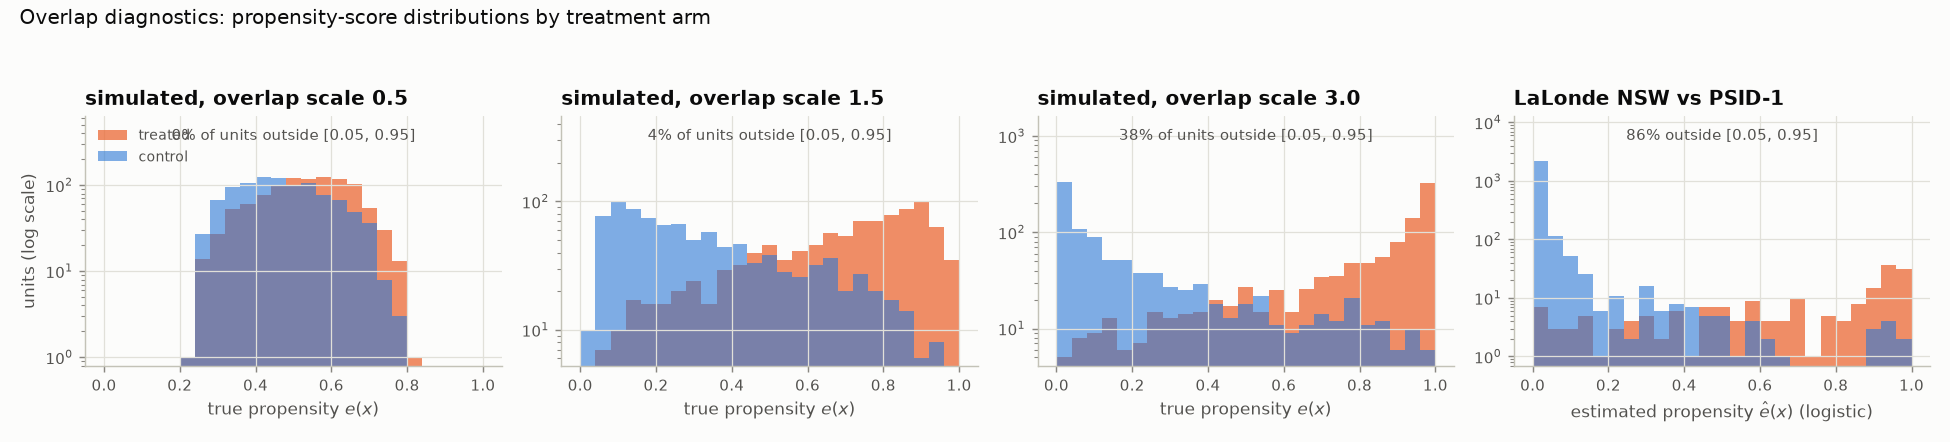 Overlap diagnostics: propensity-score distributions by treatment arm
simulated, overlap scale 0.5
treated
0% of units outside [0.05, 0.95]
control
units (log scale)
10²
10¹
10⁰
0.0 0.2 0.4 0.6 0.8 1.0
true propensity e(x)
simulated, overlap scale 1.5
4% of units outside [0.05, 0.95]
10²
10¹
0.0 0.2 0.4 0.6 0.8 1.0
true propensity e(x)
simulated, overlap scale 3.0
38% of units outside [0.05, 0.95]
10³
10²
10¹
0.0 0.2 0.4 0.6 0.8 1.0
true propensity e(x)
LaLonde NSW vs PSID-1
86% outside [0.05, 0.95]
10⁴
10³
10²
10¹
10⁰
0.0 0.2 0.4 0.6 0.8 1.0
estimated propensity ê(x) (logistic)